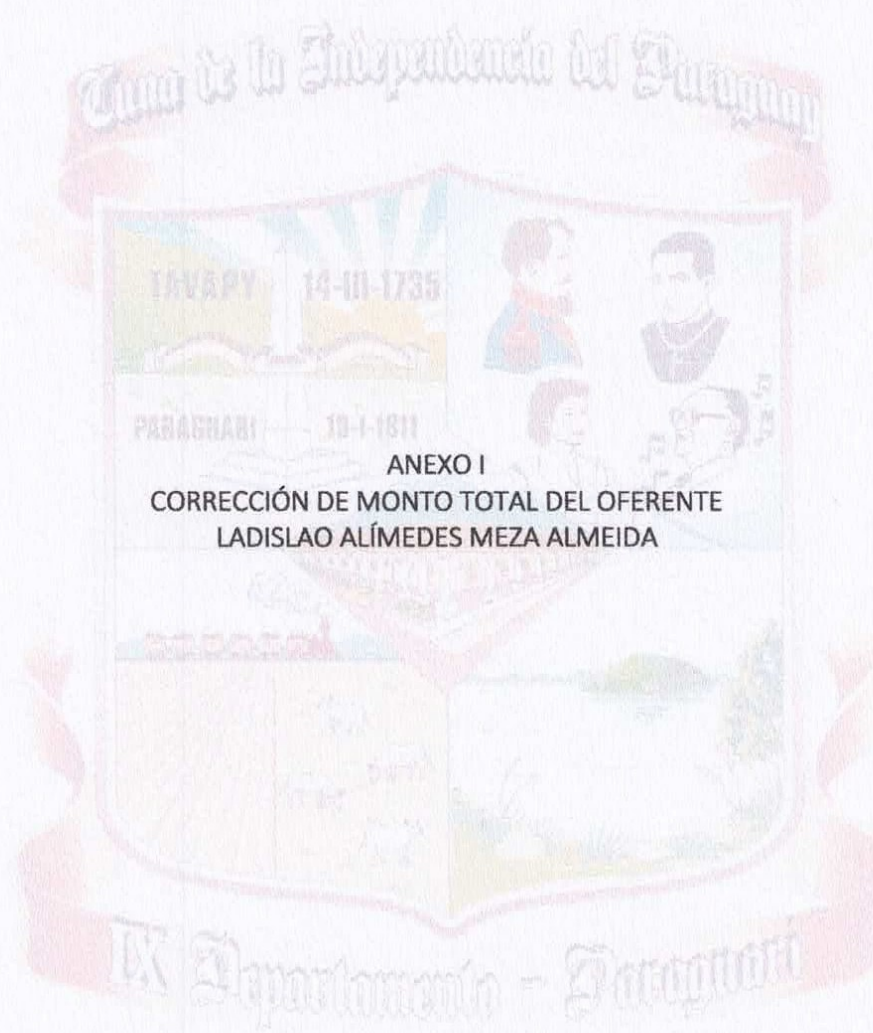 Cuna de la Independencia del Paraguay
TAVAPY 14-III-1735
PARAGUARI 19-I-1811
ANEXO I
CORRECCIÓN DE MONTO TOTAL DEL OFERENTE
LADISLAO ALÍMEDES MEZA ALMEIDA
IX Departamento - Paraguarí